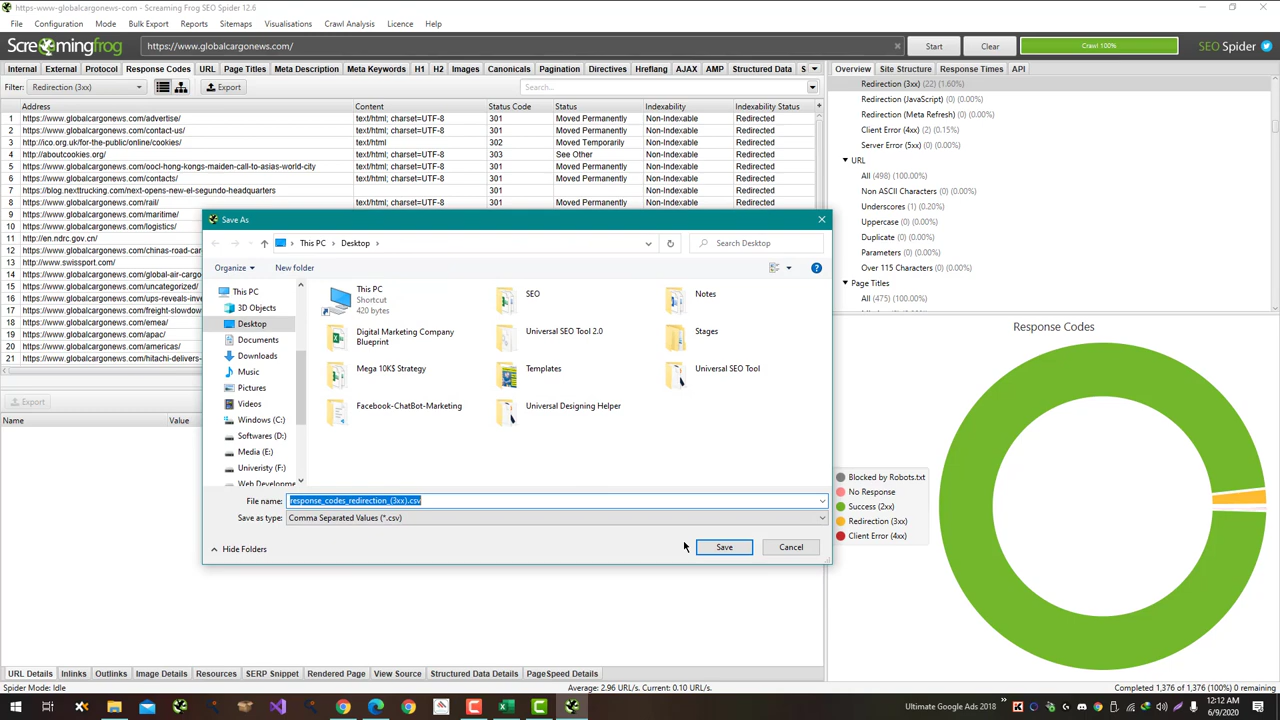 https-www-globalcargonews-com/ - Screaming Frog SEO Spider 12.6
File Configuration Mode Bulk Export Reports Sitemaps Visualisations Crawl Analysis Licence Help
Screamingfrog https://www.globalcargonews.com/ Start Clear Crawl 100% SEO Spider
Internal External Protocol Response Codes URL Page Titles Meta Description Meta Keywords H1 H2 Images Canonicals Pagination Directives Hreflang AJAX AMP Structured Data S
Overview Site Structure Response Times API
Filter: Redirection (3xx) Export Search...
Address Content Status Code Status Indexability Indexability Status
1 https://www.globalcargonews.com/advertise/ text/html; charset=UTF-8 301 Moved Permanently Non-Indexable Redirected
2 https://www.globalcargonews.com/contact-us/ text/html; charset=UTF-8 301 Moved Permanently Non-Indexable Redirected
3 http://ico.org.uk/for-the-public/online/cookies/ text/html 302 Moved Temporarily Non-Indexable Redirected
4 http://aboutcookies.org/ text/html; charset=UTF-8 303 See Other Non-Indexable Redirected
5 https://www.globalcargonews.com/oocl-hong-kongs-maiden-call-to-asias-world-city text/html; charset=UTF-8 301 Moved Permanently Non-Indexable Redirected
6 https://www.globalcargonews.com/contacts/ text/html; charset=UTF-8 301 Moved Permanently Non-Indexable Redirected
7 https://blog.nexttrucking.com/next-opens-new-el-segundo-headquarters 301 Non-Indexable Redirected
8 https://www.globalcargonews.com/rail/ text/html; charset=UTF-8 301 Moved Permanently Non-Indexable Redirected
9 https://www.globalcargonews.com/maritime/
10 https://www.globalcargonews.com/logistics/
11 http://en.ndrc.gov.cn/
12 https://www.globalcargonews.com/chinas-road-car
13 http://www.swissport.com/
14 https://www.globalcargonews.com/global-air-cargo
15 https://www.globalcargonews.com/uncategorized/
16 https://www.globalcargonews.com/ups-reveals-inve
17 https://www.globalcargonews.com/freight-slowdow
18 https://www.globalcargonews.com/emea/
19 https://www.globalcargonews.com/apac/
20 https://www.globalcargonews.com/americas/
21 https://www.globalcargonews.com/hitachi-delivers-
Export
Name Value
Save As
This PC Desktop Search Desktop
Organize New folder
This PC
3D Objects
Desktop
Documents
Downloads
Music
Pictures
Videos
Windows (C:)
Softwares (D:)
Media (E:)
Univeristy (F:)
Web Developme
This PC
Shortcut
420 bytes
SEO
Notes
Digital Marketing Company
Blueprint
Universal SEO Tool 2.0
Stages
Mega 10K$ Strategy
Templates
Universal SEO Tool
Facebook-ChatBot-Marketing
Universal Designing Helper
File name: response_codes_redirection_(3xx).csv
Save as type: Comma Separated Values (*.csv)
Hide Folders Save Cancel
Redirection (3xx) (22) (1.60%)
Redirection (JavaScript) (0) (0.00%)
Redirection (Meta Refresh) (0) (0.00%)
Client Error (4xx) (2) (0.15%)
Server Error (5xx) (0) (0.00%)
URL
All (498) (100%)
Non ASCII Characters (0) (0.00%)
Underscores (1) (0.20%)
Uppercase (0) (0.00%)
Duplicate (0) (0.00%)
Parameters (0) (0.00%)
Over 115 Characters (0) (0.00%)
Page Titles
All (475) (100%)
Response Codes
Blocked by Robots.txt
No Response
Success (2xx)
Redirection (3xx)
Client Error (4xx)
URL Details Inlinks Outlinks Image Details Resources SERP Snippet Rendered Page View Source Structured Data Details PageSpeed Details
Spider Mode: Idle Average: 2.96 URL/s. Current: 0.10 URL/s. Completed 1,376 of 1,376 (100%) 0 remaining
Ultimate Google Ads 2018
12:12 AM
6/9/2020